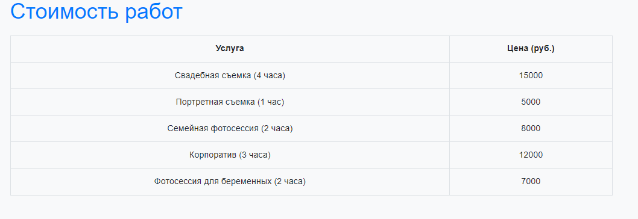 Стоимость работ
Услуга Цена (руб.)
Свадебная съемка (4 часа) 15000
Портретная съемка (1 час) 5000
Семейная фотосессия (2 часа) 8000
Корпоратив (3 часа) 12000
Фотосессия для беременных (2 часа) 7000